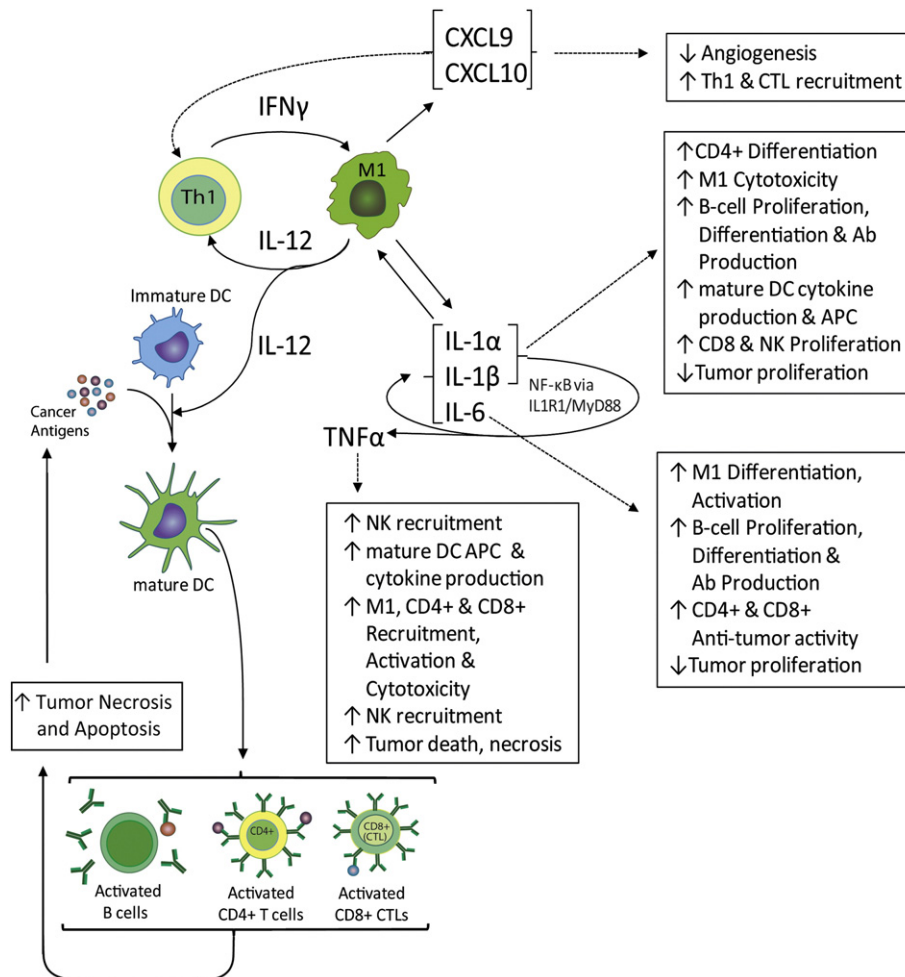 CXCL9
CXCL10
↓ Angiogenesis
↑ Th1 & CTL recruitment
IFNγ
M1
Th1
IL-12
↑CD4+ Differentiation
↑ M1 Cytotoxicity
↑ B-cell Proliferation,
Differentiation & Ab
Production
↑ mature DC cytokine
production & APC
↑ CD8 & NK Proliferation
↓Tumor proliferation
Immature DC
IL-12
IL-1α
IL-1β
IL-6
NF-κB via
IL1R1/MyD88
Cancer
Antigens
TNFα
mature DC
↑ M1 Differentiation,
Activation
↑ B-cell Proliferation,
Differentiation &
Ab Production
↑ CD4+ & CD8+
Anti-tumor activity
↓Tumor proliferation
↑ NK recruitment
↑ mature DC APC &
cytokine production
↑ M1, CD4+ & CD8+
Recruitment,
Activation &
Cytotoxicity
↑ NK recruitment
↑ Tumor death, necrosis
↑ Tumor Necrosis
and Apoptosis
CD4+
CD8+
(CTL)
Activated
B cells
Activated
CD4+ T cells
Activated
CD8+ CTLs